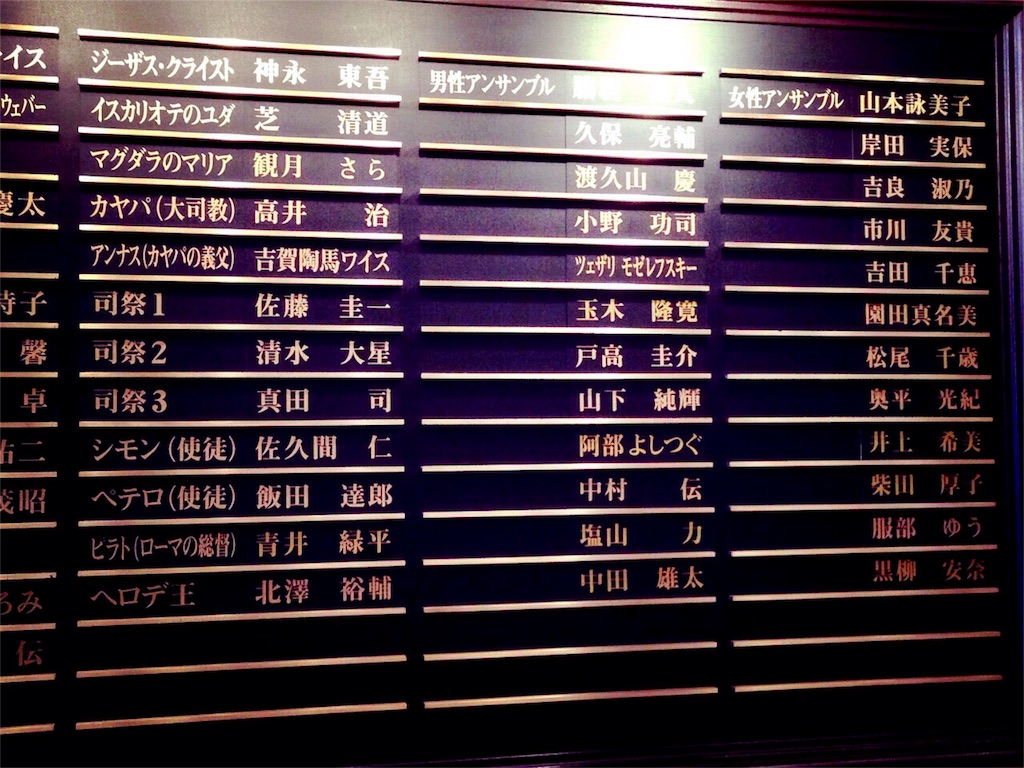 イス
ウェバー
慶太
時子
馨
卓
佑二
茂昭
ろみ
伝
ジーザス・クライスト 神永 東吾
イスカリオテのユダ 芝 清道
マグダラのマリア 観月 さら
カヤパ(大司教) 高井 治
アンナス(カヤパの義父) 吉賀陶馬ワイス
司祭1 佐藤 圭一
司祭2 清水 大星
司祭3 真田 司
シモン(使徒) 佐久間 仁
ペテロ(使徒) 飯田 達郎
ピラト(ローマの総督) 青井 緑平
ヘロデ王 北澤 裕輔
男性アンサンブル
久保 亮輔
渡久山 慶
小野 功司
ツェザリ モゼレフスキー
玉木 隆寛
戸高 圭介
山下 純輝
阿部よしつぐ
中村 伝
塩山 力
中田 雄太
女性アンサンブル 山本詠美子
岸田 実保
吉良 淑乃
市川 友貴
吉田 千恵
園田真名美
松尾 千歳
奥平 光紀
井上 希美
柴田 厚子
服部 ゆう
黒柳 安奈